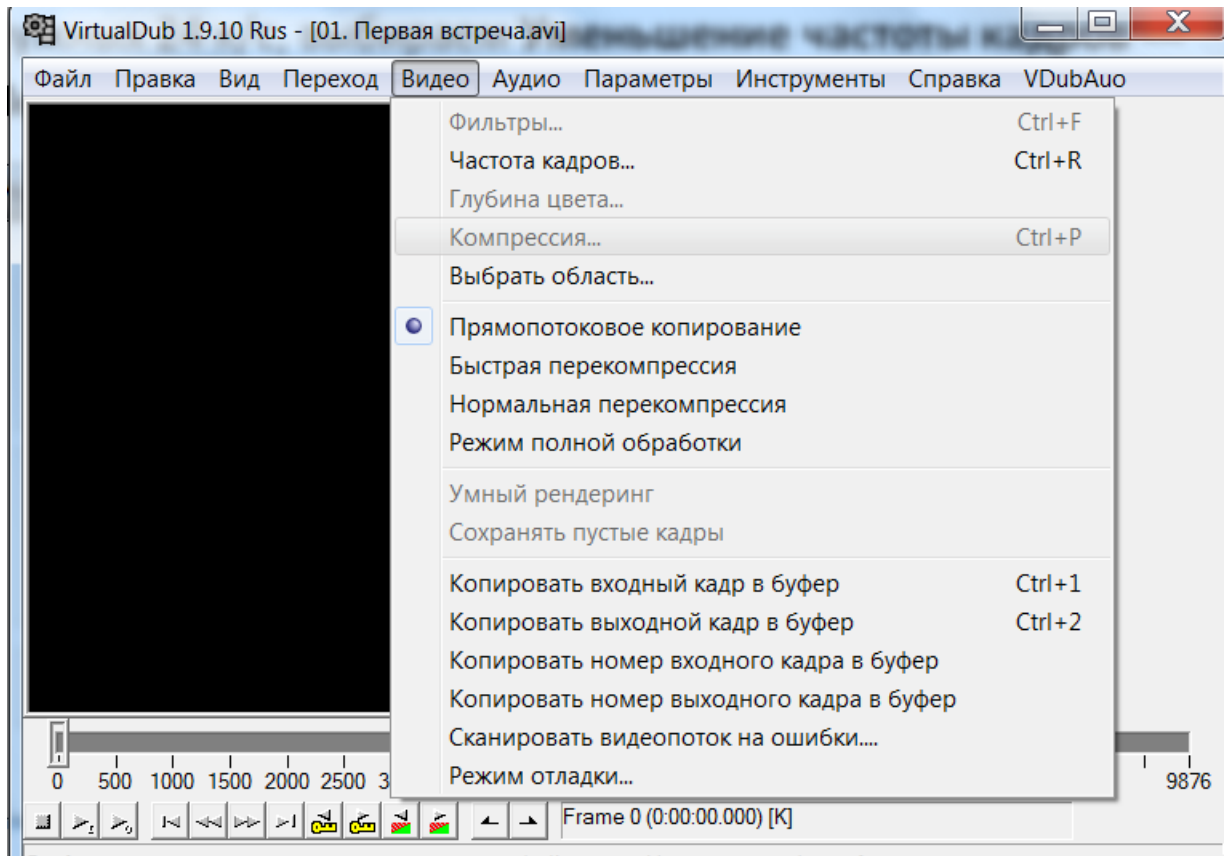 VirtualDub 1.9.10 Rus - [01. Первая встреча.avi]
Файл Правка Вид Переход Видео Аудио Параметры Инструменты Справка VDubAuo
Фильтры... Ctrl+F
Частота кадров... Ctrl+R
Глубина цвета...
Компрессия... Ctrl+P
Выбрать область...
Прямопотоковое копирование
Быстрая перекомпрессия
Нормальная перекомпрессия
Режим полной обработки
Умный рендеринг
Сохранять пустые кадры
Копировать входный кадр в буфер Ctrl+1
Копировать выходной кадр в буфер Ctrl+2
Копировать номер входного кадра в буфер
Копировать номер выходного кадра в буфер
Сканировать видеопоток на ошибки....
Режим отладки...
0 500 1000 1500 2000 2500 3 9876
Frame 0 (0:00:00.000) [K]